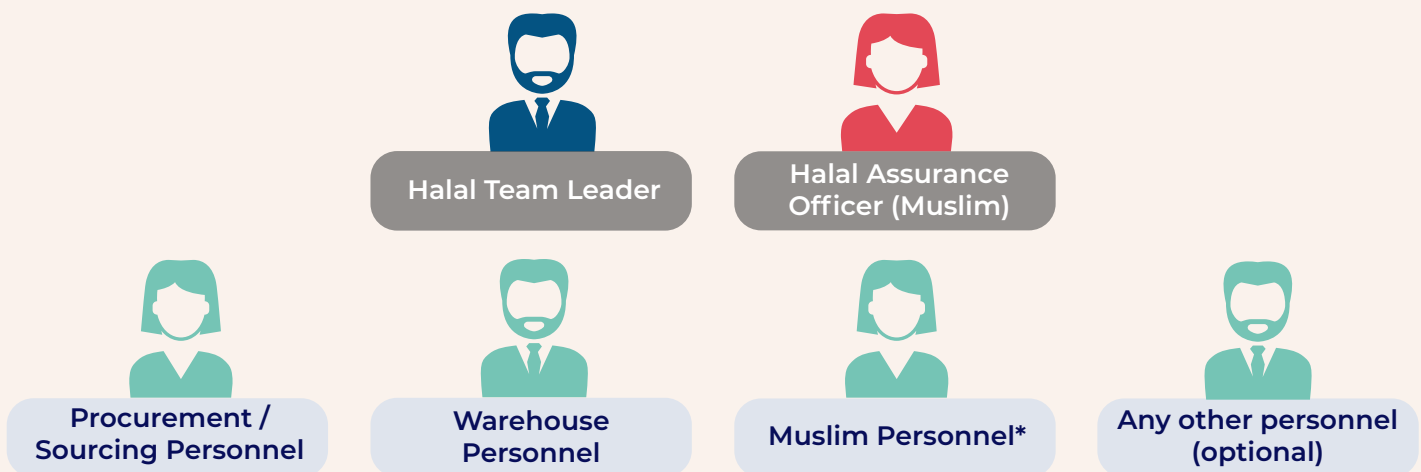 Halal Team Leader
Halal Assurance
Officer (Muslim)
Procurement /
Sourcing Personnel
Warehouse
Personnel
Muslim Personnel*
Any other personnel
(optional)